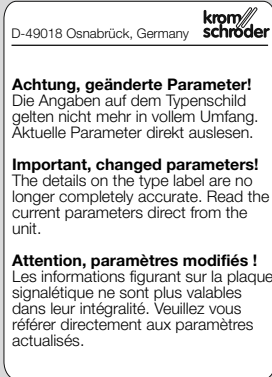 D-49018 Osnabrück, Germany
krom/
schröder
Achtung, geänderte Parameter!
Die Angaben auf dem Typenschild
gelten nicht mehr in vollem Umfang.
Aktuelle Parameter direkt auslesen.
Important, changed parameters!
The details on the type label are no
longer completely accurate. Read the
current parameters direct from the
unit.
Attention, paramètres modifiés !
Les informations figurant sur la plaque
signalétique ne sont plus valables
dans leur intégralité. Veuillez vous
référer directement aux paramètres
actualisés.